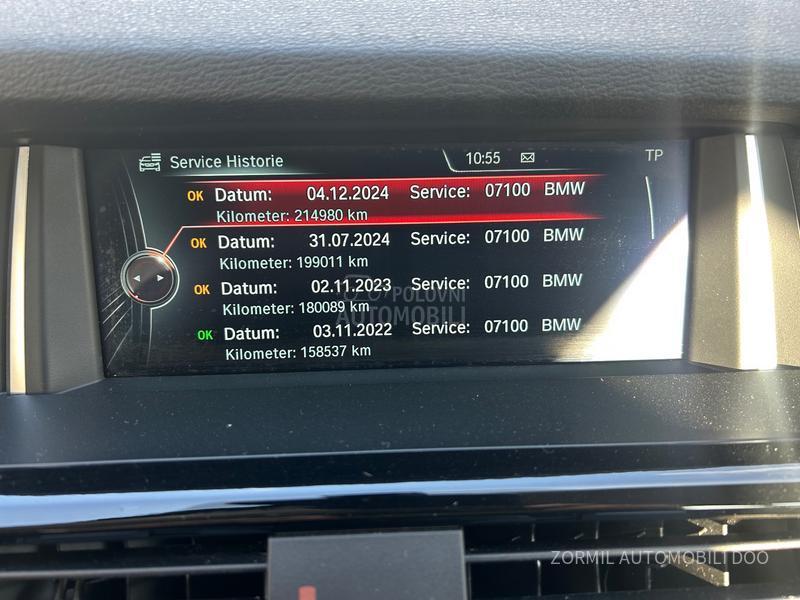 Service Historie 10:55 TP
OK Datum: 04.12.2024 Service: 07100 BMW
Kilometer: 214980 km
OK Datum: 31.07.2024 Service: 07100 BMW
Kilometer: 199011 km
OK Datum: 02.11.2023 Service: 07100 BMW
Kilometer: 180089 km
POLOVNI
AUTOMOBILI
OK Datum: 03.11.2022 Service: 07100 BMW
Kilometer: 158537 km
ZORMIL AUTOMOBILI DOO